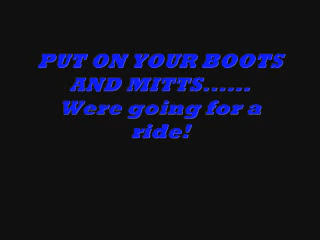 PUT ON YOUR BOOTS
AND MITTS......
Were going for a
ride!